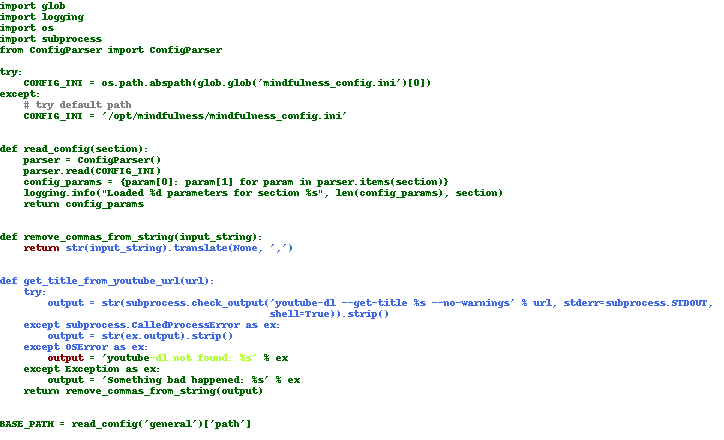 import glob
import logging
import os
import subprocess
from ConfigParser import ConfigParser

try:
    CONFIG_INI = os.path.abspath(glob.glob('mindfulness_config.ini')[0])
except:
    # try default path
    CONFIG_INI = '/opt/mindfulness/mindfulness_config.ini'


def read_config(section):
    parser = ConfigParser()
    parser.read(CONFIG_INI)
    config_params = {param[0]: param[1] for param in parser.items(section)}
    logging.info("Loaded %d parameters for section %s", len(config_params), section)
    return config_params


def remove_commas_from_string(input_string):
    return str(input_string).translate(None, ',')


def get_title_from_youtube_url(url):
    try:
        output = str(subprocess.check_output('youtube-dl --get-title %s --no-warnings' % url, stderr=subprocess.STDOUT,
                                             shell=True)).strip()
    except subprocess.CalledProcessError as ex:
        output = str(ex.output).strip()
    except OSError as ex:
        output = 'youtube-dl not found: %s' % ex
    except Exception as ex:
        output = 'Something bad happened: %s' % ex
    return remove_commas_from_string(output)


BASE_PATH = read_config('general')['path']